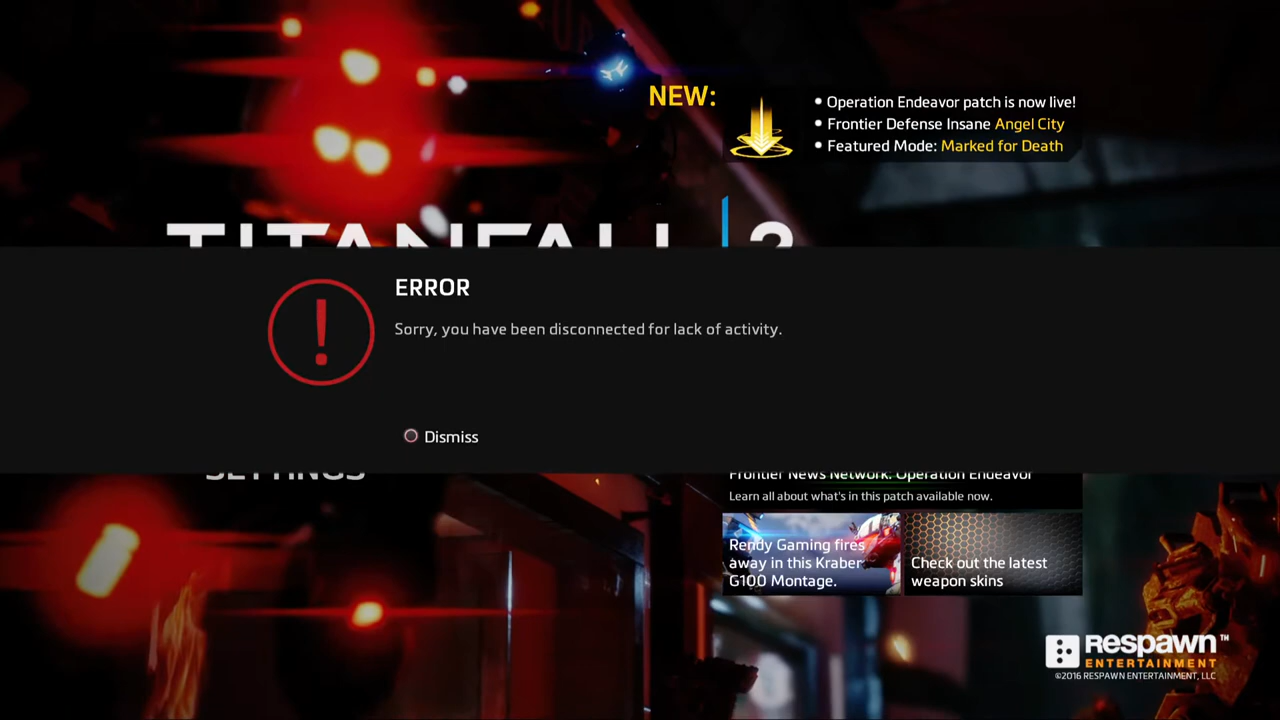 NEW:
• Operation Endeavor patch is now live!
• Frontier Defense Insane Angel City
• Featured Mode: Marked for Death
TITANFALL 2
ERROR
Sorry, you have been disconnected for lack of activity.
Dismiss
SETTINGS
Frontier News Network: Operation Endeavor
Learn all about what's in this patch available now.
Rendy Gaming fires
away in this Kraber
G100 Montage.
Check out the latest
weapon skins
Respawn™
ENTERTAINMENT
©2016 RESPAWN ENTERTAINMENT, LLC